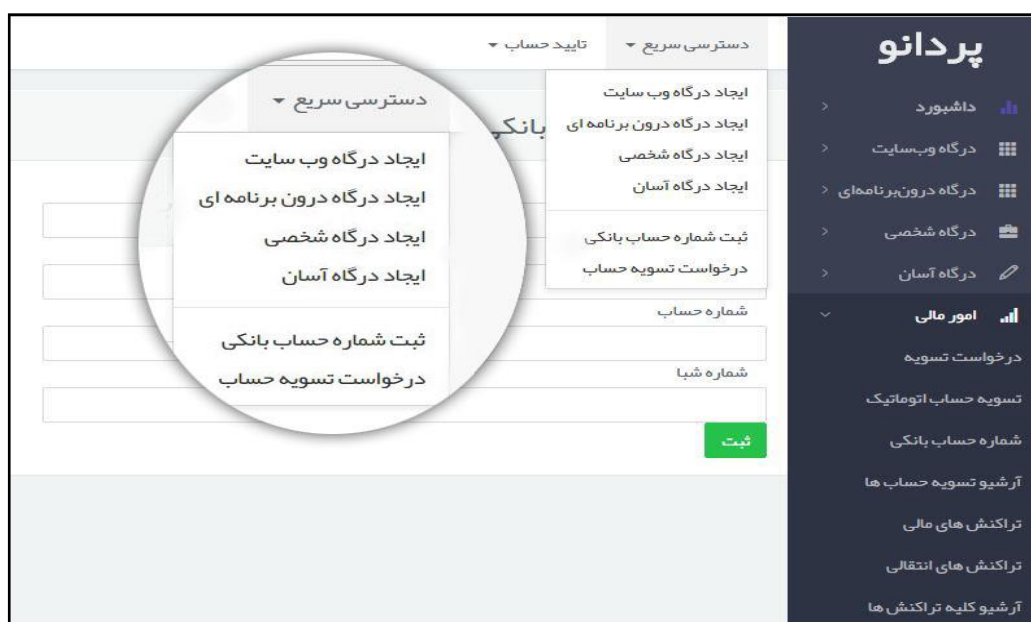 پردانو
داشبورد
درگاه وب‌سایت
درگاه درون‌برنامه‌ای
درگاه شخصی
درگاه آسان
امور مالی
درخواست تسویه
تسویه حساب اتوماتیک
شماره حساب بانکی
آرشیو تسویه حساب ها
تراکنش های مالی
تراکنش های انتقالی
آرشیو کلیه تراکنش ها
دسترسی سریع
تایید حساب
ایجاد درگاه وب سایت
ایجاد درگاه درون برنامه ای
ایجاد درگاه شخصی
ایجاد درگاه آسان
ثبت شماره حساب بانکی
درخواست تسویه حساب
بانکی
شماره حساب
شماره شبا
ثبت
دسترسی سریع
ایجاد درگاه وب سایت
ایجاد درگاه درون برنامه ای
ایجاد درگاه شخصی
ایجاد درگاه آسان
ثبت شماره حساب بانکی
درخواست تسویه حساب